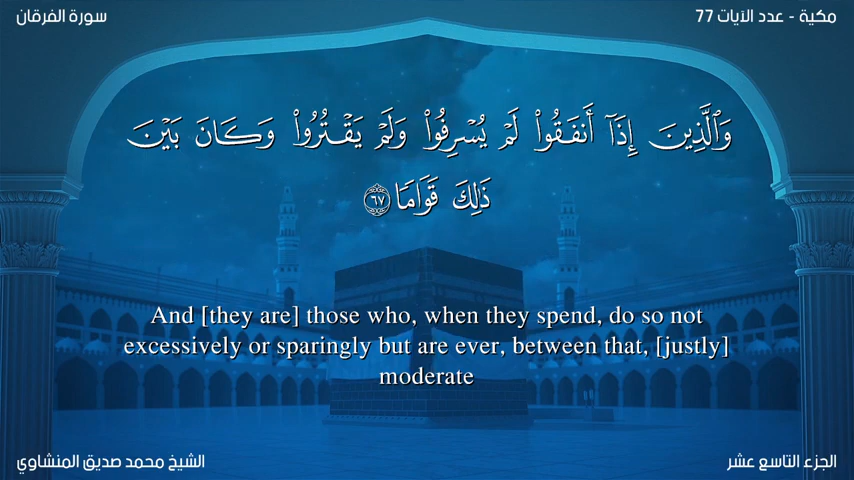 مكية - عدد الآيات 77
سورة الفرقان
وَٱلَّذِينَ إِذَآ أَنفَقُوا۟ لَمْ يُسْرِفُوا۟ وَلَمْ يَقْتُرُوا۟ وَكَانَ بَيْنَ
ذَٰلِكَ قَوَامًا ٦٧
And [they are] those who, when they spend, do so not
excessively or sparingly but are ever, between that, [justly]
moderate
الجزء التاسع عشر
الشيخ محمد صديق المنشاوي